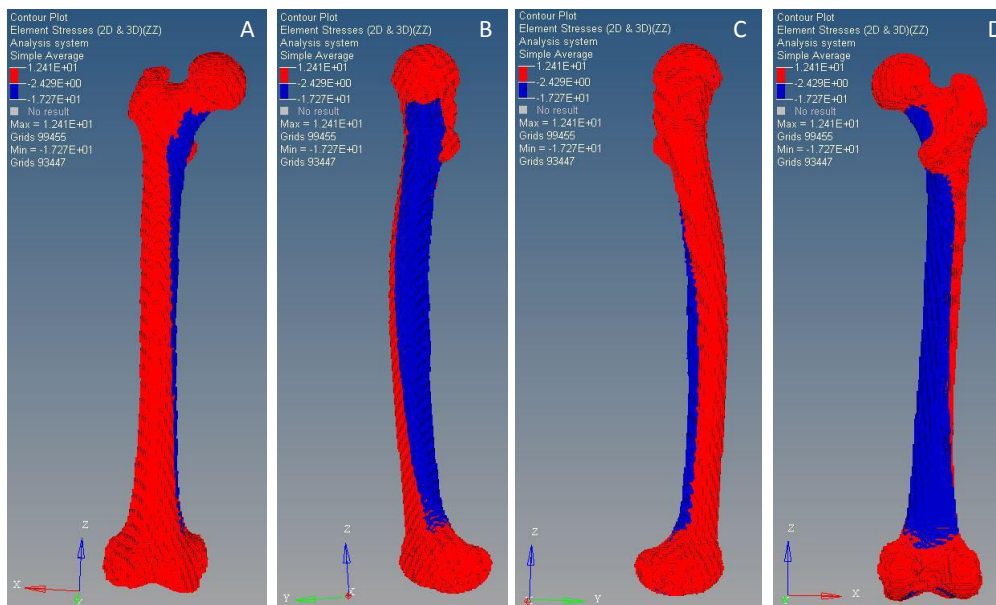 Contour Plot
Element Stresses (2D & 3D)(ZZ)
Analysis system
Simple Average
1.241E+01
-2.429E+00
-1.727E+01
No result
Max = 1.241E+01
Grids 99455
Min = -1.727E+01
Grids 93447
A
Z
X
Contour Plot
Element Stresses (2D & 3D)(ZZ)
Analysis system
Simple Average
1.241E+01
-2.429E+00
-1.727E+01
No result
Max = 1.241E+01
Grids 99455
Min = -1.727E+01
Grids 93447
B
Z
Y
X
Contour Plot
Element Stresses (2D & 3D)(ZZ)
Analysis system
Simple Average
1.241E+01
-2.429E+00
-1.727E+01
No result
Max = 1.241E+01
Grids 99455
Min = -1.727E+01
Grids 93447
C
Z
Y
Contour Plot
Element Stresses (2D & 3D)(ZZ)
Analysis system
Simple Average
1.241E+01
-2.429E+00
-1.727E+01
No result
Max = 1.241E+01
Grids 99455
Min = -1.727E+01
Grids 93447
D
Z
X